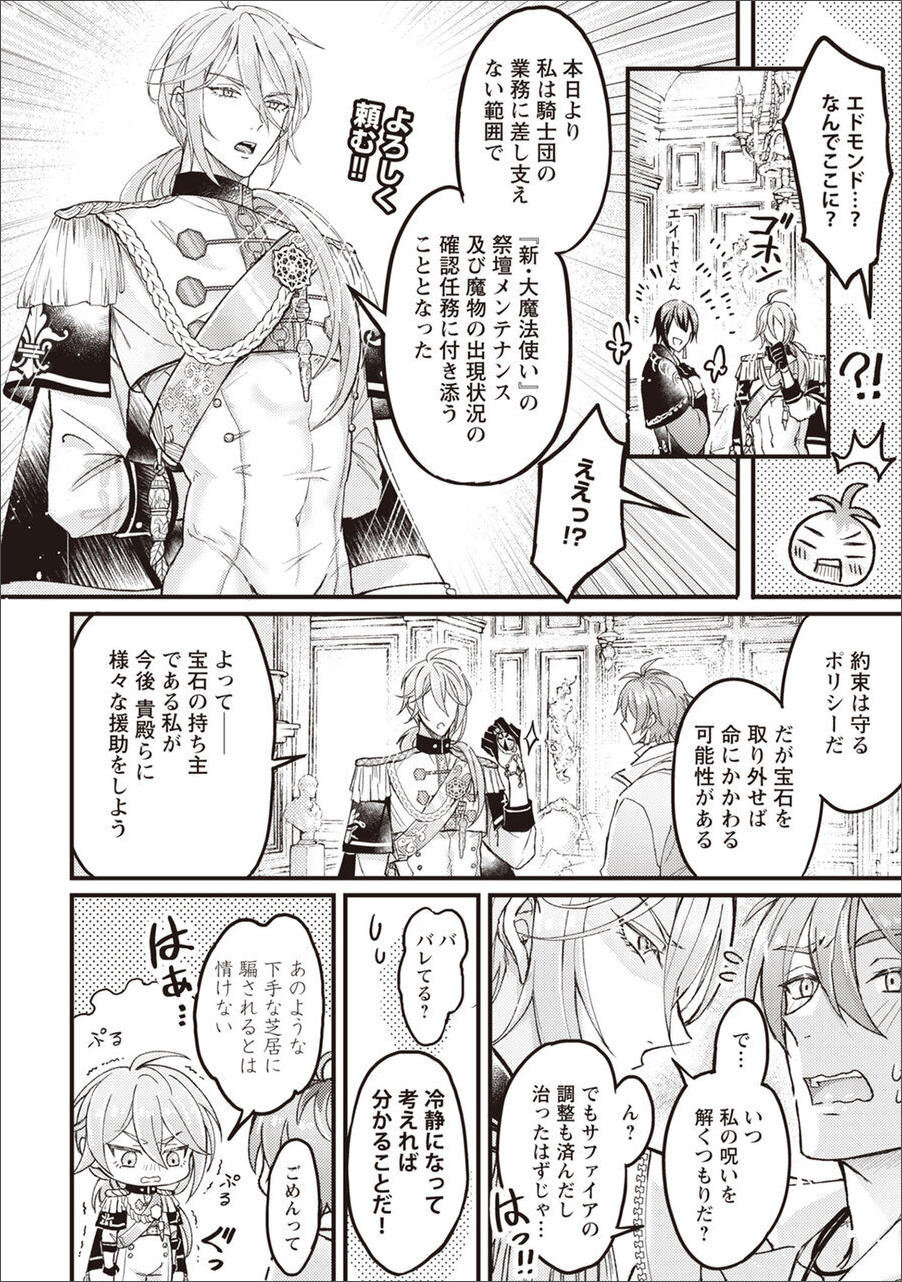 エドモンド…?
なんでここに?
ゴホン
エイトさん
?!
本日より
私は騎士団の
業務に差し支え
ない範囲で
『新・大魔法使い』の
祭壇メンテナンス
及び魔物の出現状況の
確認任務に付き添う
こととなった
よろしく
頼む!!
ええっ!?
約束は守る
ポリシーだ
だが宝石を
取り外せば
命にかかわる
可能性がある
よって──
宝石の持ち主
である私が
今後 貴殿らに
様々な援助をしよう
で…
いつ
私の呪いを
解くつもりだ?
ん?
でもサファイアの
調整も済んだし
治ったはずじゃ…
!!
バ
バレてる?
冷静になって
考えれば
分かることだ!
あのような
下手な芝居に
騙されるとは
情けない
はぁ…
ごめんって
ぷる
ぷる
ぐっ